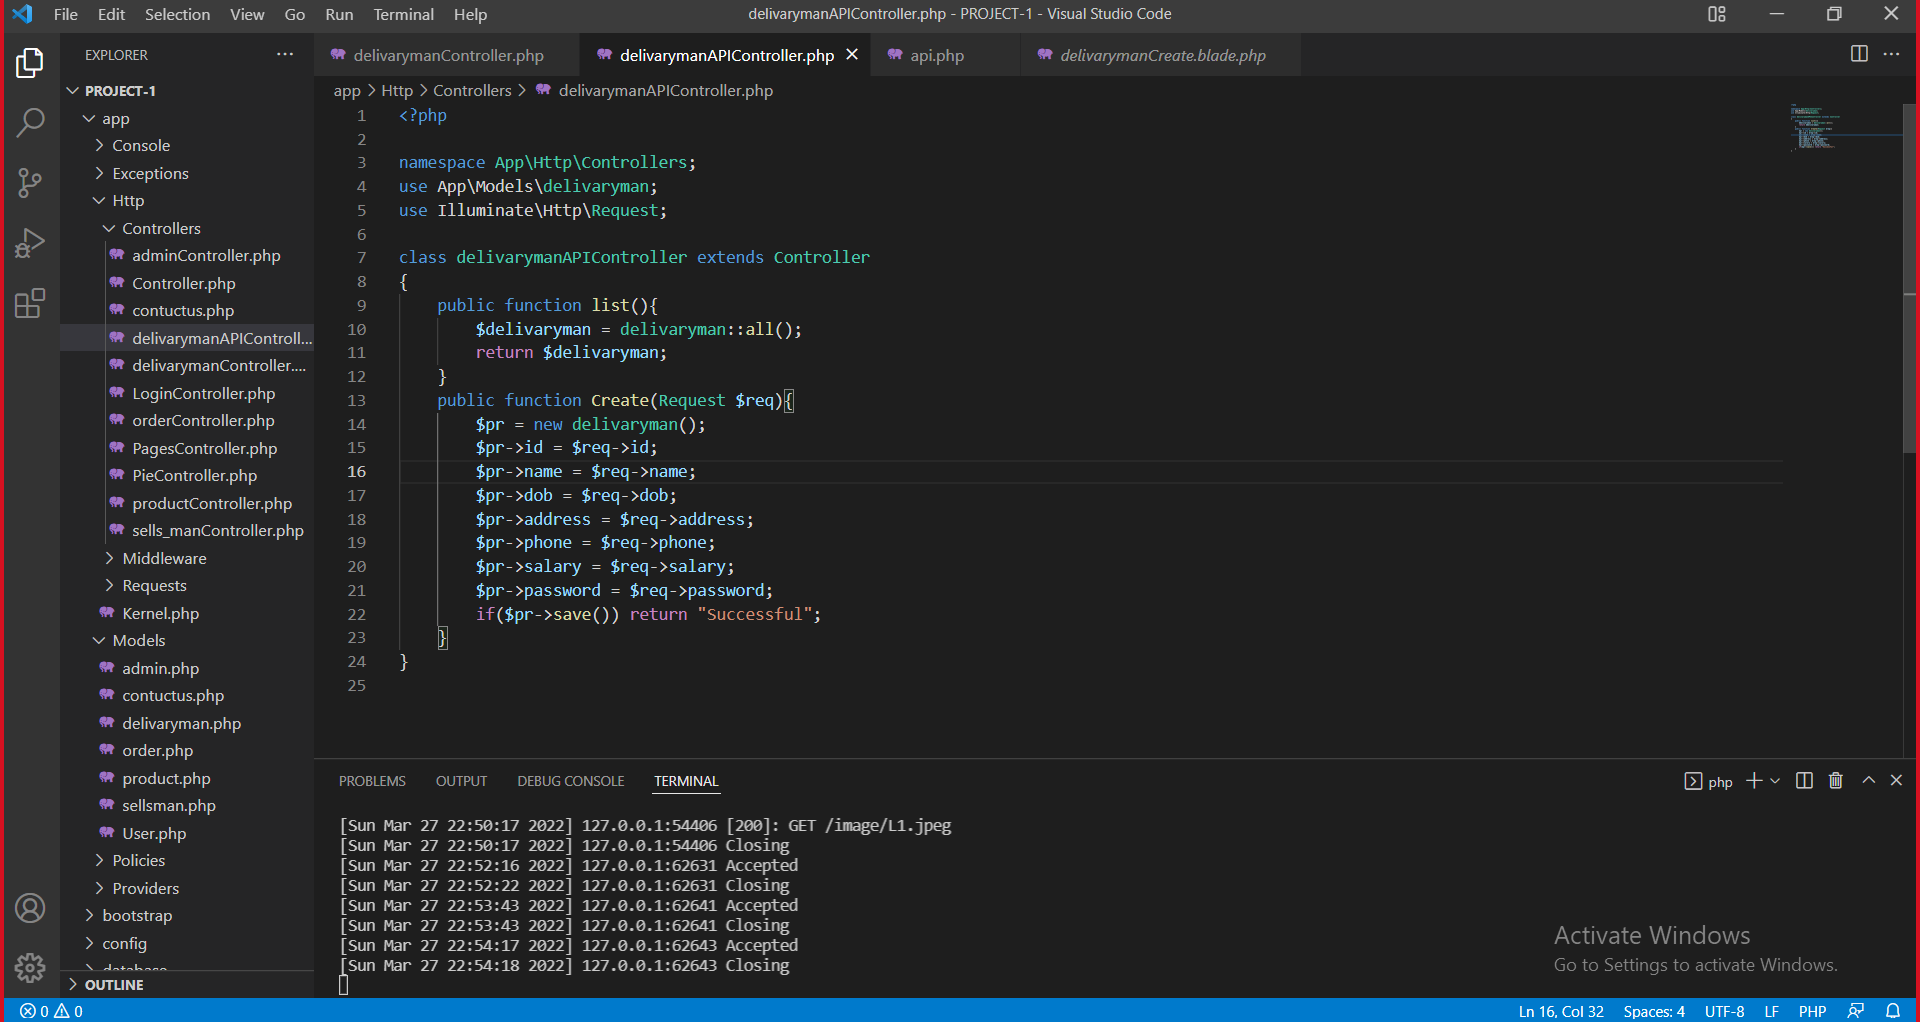 File Edit Selection View Go Run Terminal Help
delivarymanAPIController.php - PROJECT-1 - Visual Studio Code
EXPLORER
PROJECT-1
app
Console
Exceptions
Http
Controllers
adminController.php
Controller.php
contuctus.php
delivarymanAPIControll...
delivarymanController....
LoginController.php
orderController.php
PagesController.php
PieController.php
productController.php
sells_manController.php
Middleware
Requests
Kernel.php
Models
admin.php
contuctus.php
delivaryman.php
order.php
product.php
sellsman.php
User.php
Policies
Providers
bootstrap
config
database
OUTLINE
delivarymanController.php
delivarymanAPIController.php
api.php
delivarymanCreate.blade.php
app > Http > Controllers > delivarymanAPIController.php
1 <?php
2
3 namespace App\Http\Controllers;
4 use App\Models\delivaryman;
5 use Illuminate\Http\Request;
6
7 class delivarymanAPIController extends Controller
8 {
9 public function list(){
10 $delivaryman = delivaryman::all();
11 return $delivaryman;
12 }
13 public function Create(Request $req){
14 $pr = new delivaryman();
15 $pr->id = $req->id;
16 $pr->name = $req->name;
17 $pr->dob = $req->dob;
18 $pr->address = $req->address;
19 $pr->phone = $req->phone;
20 $pr->salary = $req->salary;
21 $pr->password = $req->password;
22 if($pr->save()) return "Successful";
23 }
24 }
25
PROBLEMS OUTPUT DEBUG CONSOLE TERMINAL
php
[Sun Mar 27 22:50:17 2022] 127.0.0.1:54406 [200]: GET /image/L1.jpeg
[Sun Mar 27 22:50:17 2022] 127.0.0.1:54406 Closing
[Sun Mar 27 22:52:16 2022] 127.0.0.1:62631 Accepted
[Sun Mar 27 22:52:22 2022] 127.0.0.1:62631 Closing
[Sun Mar 27 22:53:43 2022] 127.0.0.1:62641 Accepted
[Sun Mar 27 22:53:43 2022] 127.0.0.1:62641 Closing
[Sun Mar 27 22:54:17 2022] 127.0.0.1:62643 Accepted
[Sun Mar 27 22:54:18 2022] 127.0.0.1:62643 Closing
Activate Windows
Go to Settings to activate Windows.
0 0
Ln 16, Col 32 Spaces: 4 UTF-8 LF PHP